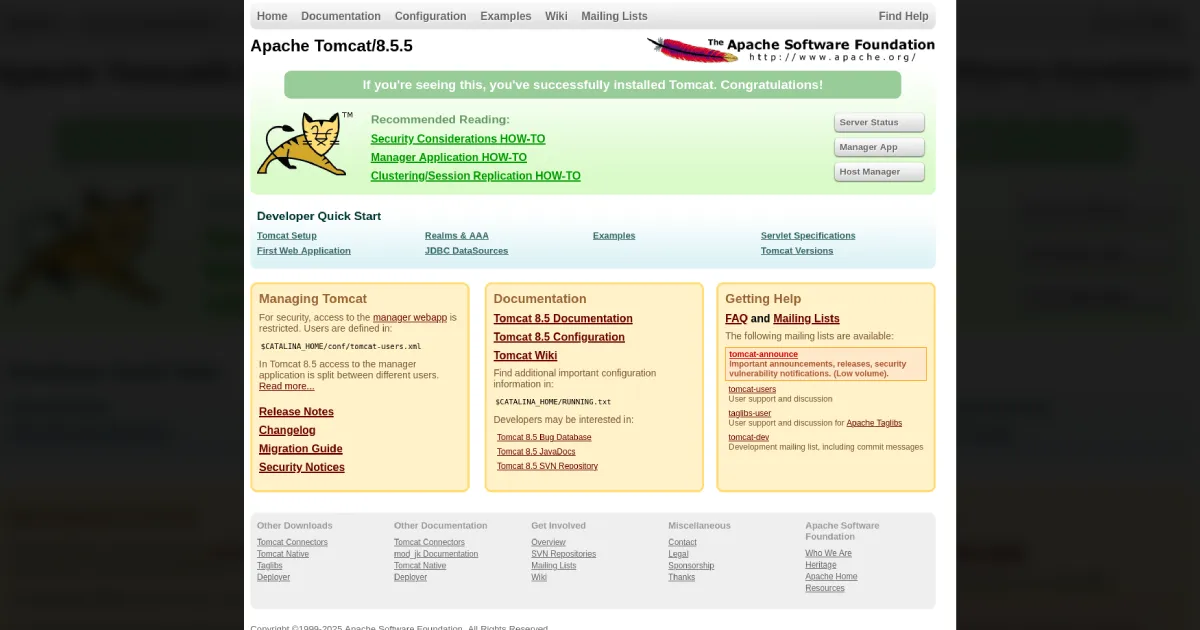 Home Documentation Configuration Examples Wiki Mailing Lists Find Help
Apache Tomcat/8.5.5
The Apache Software Foundation
http://www.apache.org/
If you're seeing this, you've successfully installed Tomcat. Congratulations!
TM
Recommended Reading:
Security Considerations HOW-TO
Manager Application HOW-TO
Clustering/Session Replication HOW-TO
Server Status
Manager App
Host Manager
Developer Quick Start
Tomcat Setup
First Web Application
Realms & AAA
JDBC DataSources
Examples
Servlet Specifications
Tomcat Versions
Managing Tomcat
For security, access to the manager webapp is
restricted. Users are defined in:
$CATALINA_HOME/conf/tomcat-users.xml
In Tomcat 8.5 access to the manager
application is split between different users.
Read more...
Release Notes
Changelog
Migration Guide
Security Notices
Documentation
Tomcat 8.5 Documentation
Tomcat 8.5 Configuration
Tomcat Wiki
Find additional important configuration
information in:
$CATALINA_HOME/RUNNING.txt
Developers may be interested in:
Tomcat 8.5 Bug Database
Tomcat 8.5 JavaDocs
Tomcat 8.5 SVN Repository
Getting Help
FAQ and Mailing Lists
The following mailing lists are available:
tomcat-announce
Important announcements, releases, security
vulnerability notifications. (Low volume).
tomcat-users
User support and discussion
taglibs-user
User support and discussion for Apache Taglibs
tomcat-dev
Development mailing list, including commit messages
Other Downloads
Tomcat Connectors
Tomcat Native
Taglibs
Deployer
Other Documentation
Tomcat Connectors
mod_jk Documentation
Tomcat Native
Deployer
Get Involved
Overview
SVN Repositories
Mailing Lists
Wiki
Miscellaneous
Contact
Legal
Sponsorship
Thanks
Apache Software
Foundation
Who We Are
Heritage
Apache Home
Resources
Copyright ©1999-2025 Apache Software Foundation. All Rights Reserved